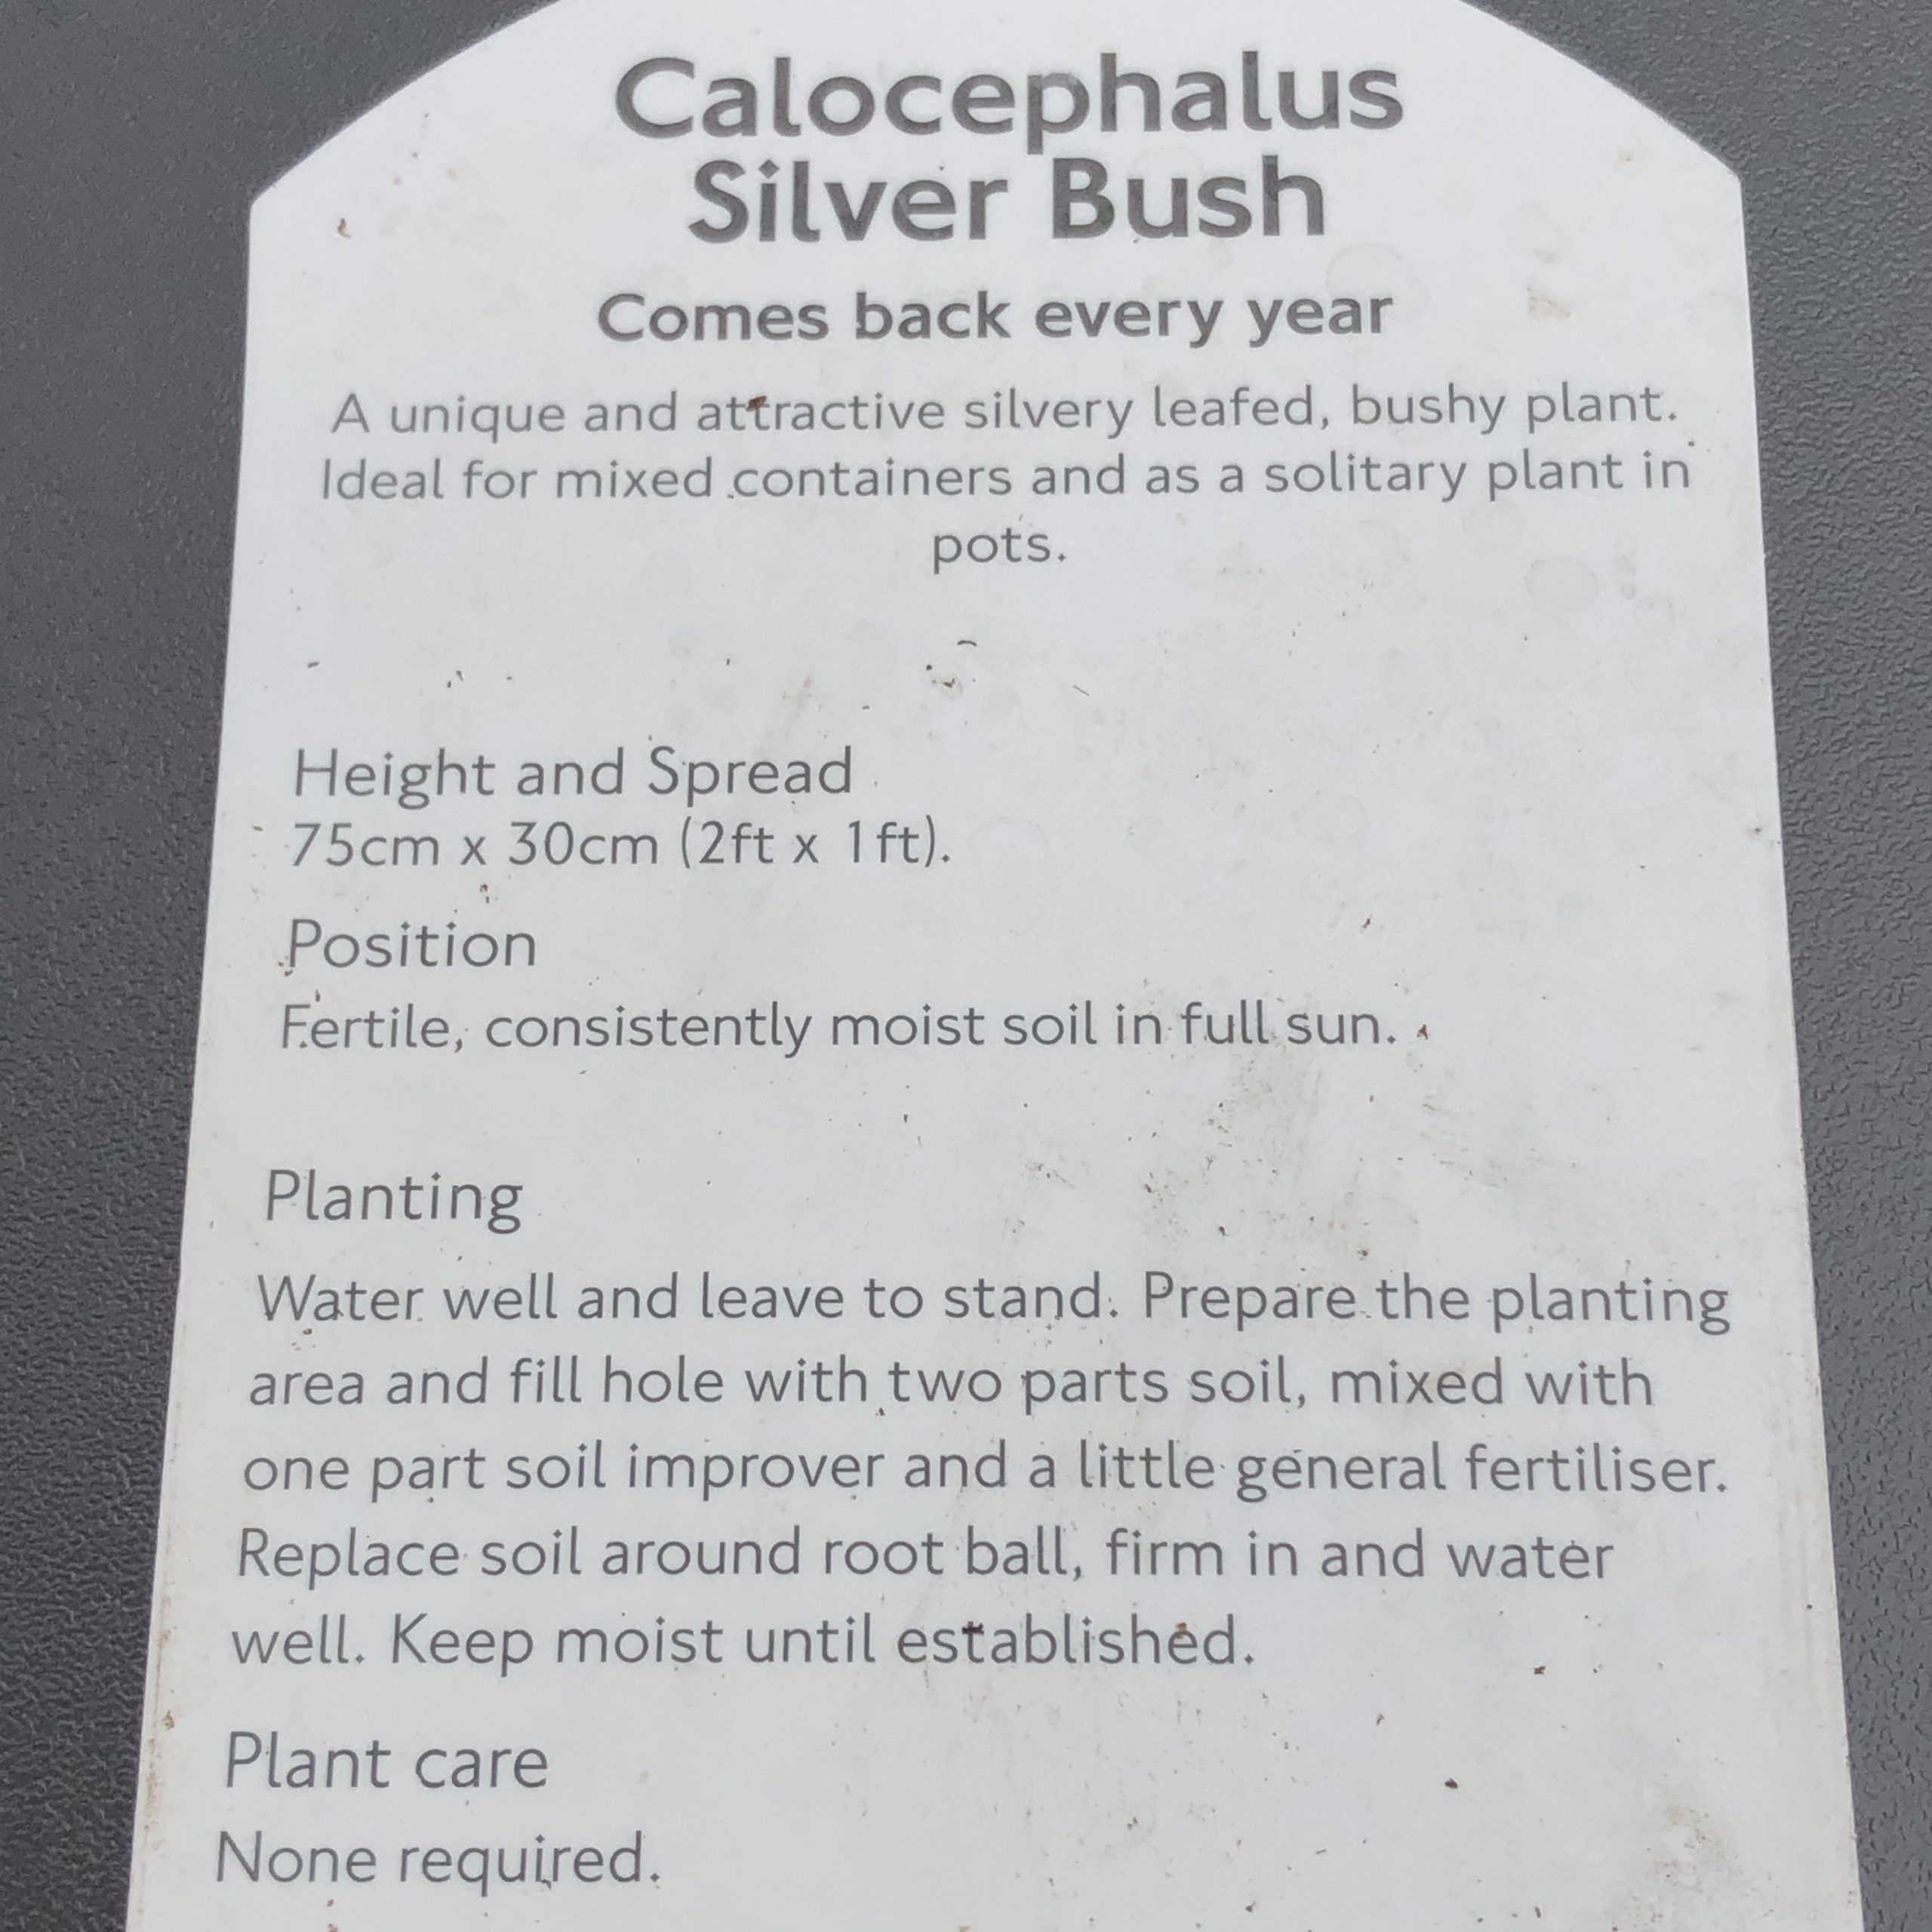 Calocephalus
Silver Bush
Comes back every year
A unique and attractive silvery leafed, bushy plant.
Ideal for mixed containers and as a solitary plant in
pots.
Height and Spread
75cm x 30cm (2ft x 1ft).
Position
Fertile, consistently moist soil in full sun.
Planting
Water well and leave to stand. Prepare the planting
area and fill hole with two parts soil, mixed with
one part soil improver and a little general fertiliser.
Replace soil around root ball, firm in and water
well. Keep moist until established.
Plant care
None required.